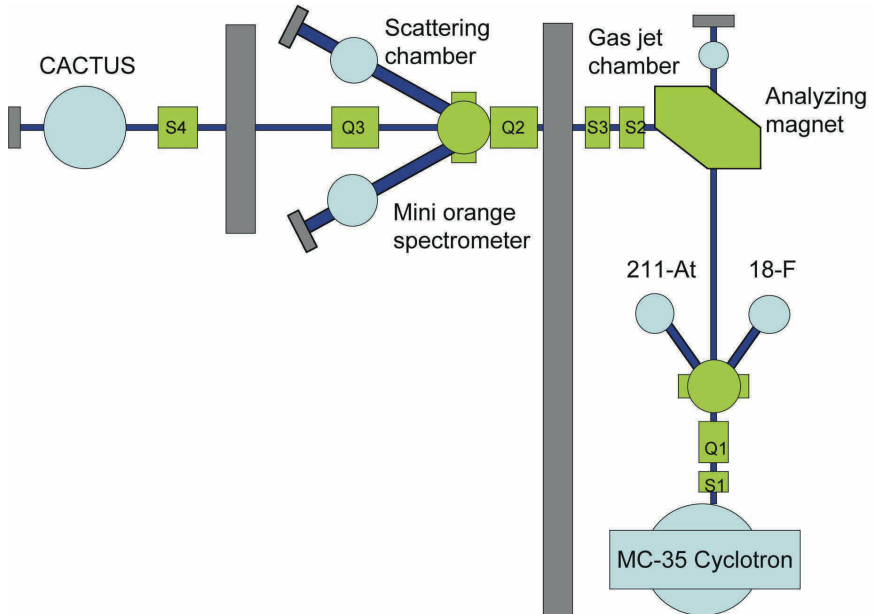 Scattering
chamber
Gas jet
chamber
CACTUS
Analyzing
magnet
S4
Q3
Q2
S3
S2
Mini orange
spectrometer
211-At
18-F
Q1
S1
MC-35 Cyclotron